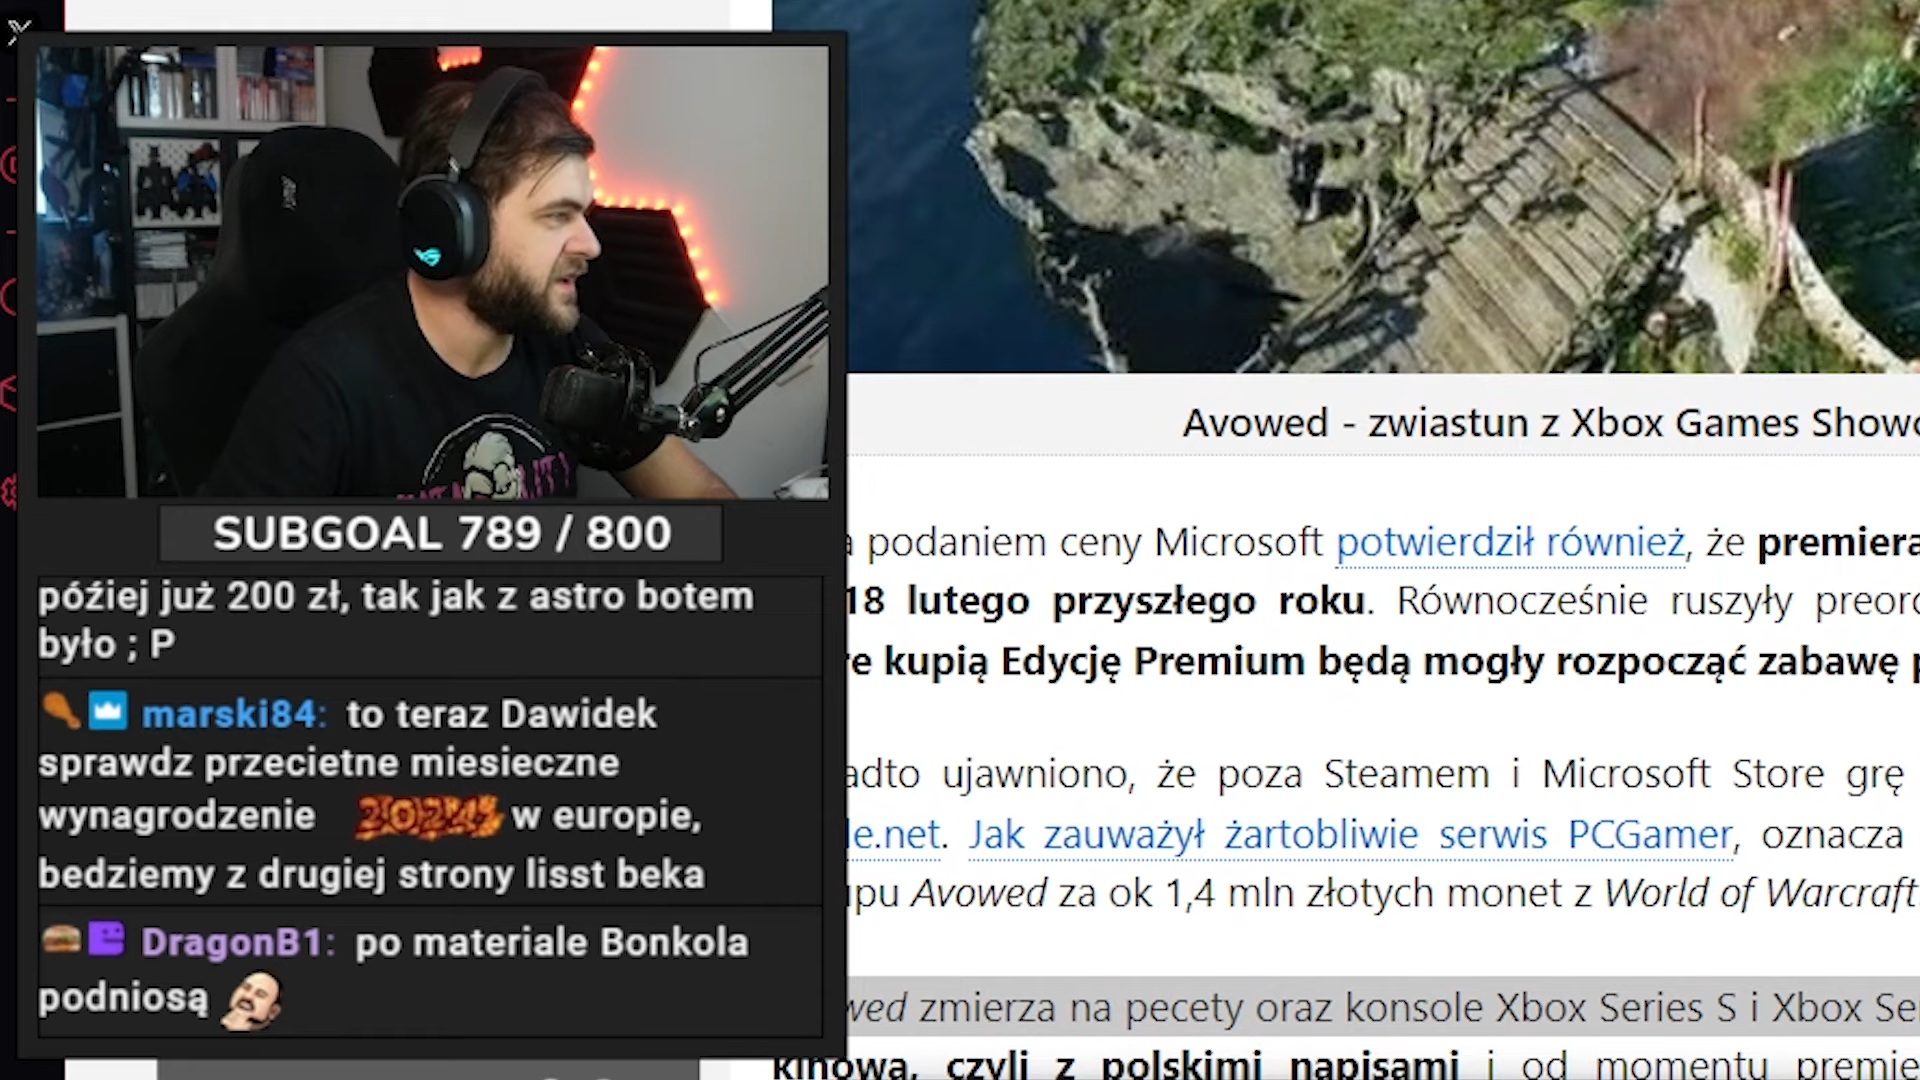 SUBGOAL 789 / 800
późiej już 200 zł, tak jak z astro botem
było ; P
marski84: to teraz Dawidek
sprawdz przecietne miesieczne
wynagrodzenie 2024 w europie,
bedziemy z drugiej strony lisst beka
DragonB1: po materiale Bonkola
podniosą
Avowed - zwiastun z Xbox Games Showc
a podaniem ceny Microsoft potwierdził również, że premiera
18 lutego przyszłego roku. Równocześnie ruszyły preorc
re kupią Edycję Premium będą mogły rozpocząć zabawę p
adto ujawniono, że poza Steamem i Microsoft Store grę
le.net. Jak zauważył żartobliwie serwis PCGamer, oznacza
upu Avowed za ok 1,4 mln złotych monet z World of Warcraft.
wed zmierza na pecety oraz konsole Xbox Series S i Xbox Se
kinową, czyli z polskimi napisami i od momentu premie